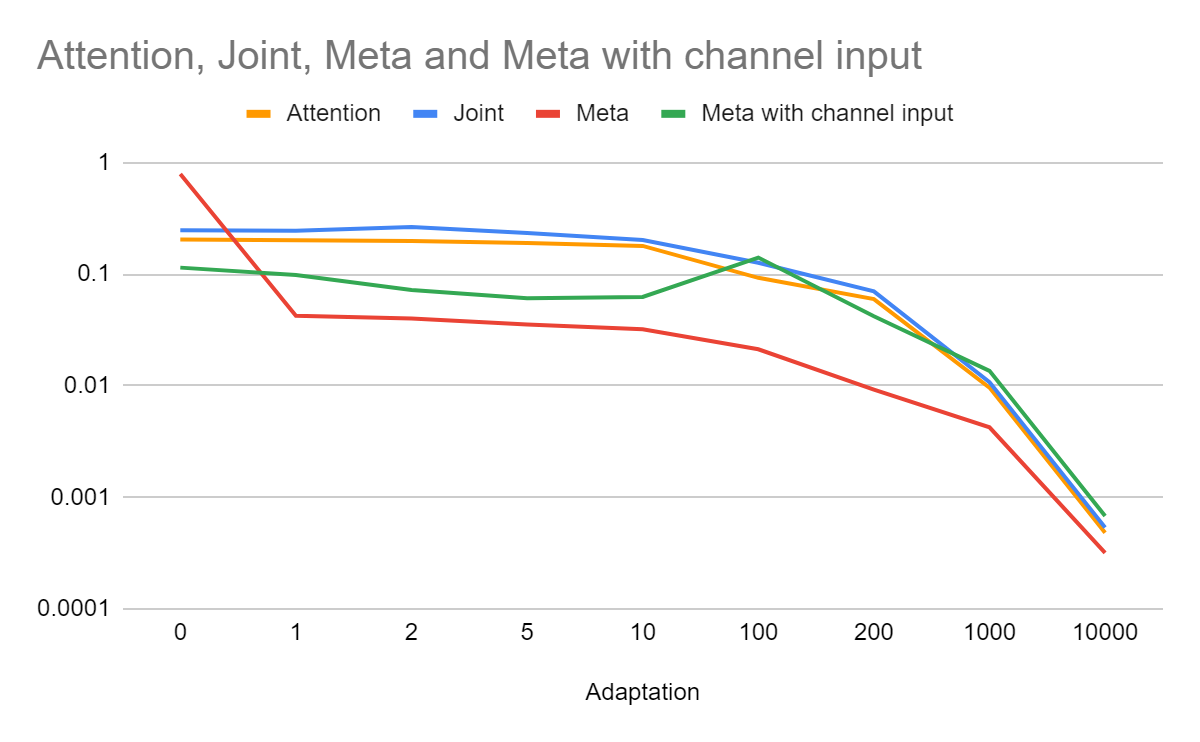 Attention, Joint, Meta and Meta with channel input
Attention Joint Meta Meta with channel input
1
0.1
0.01
0.001
0.0001
0 1 2 5 10 100 200 1000 10000
Adaptation